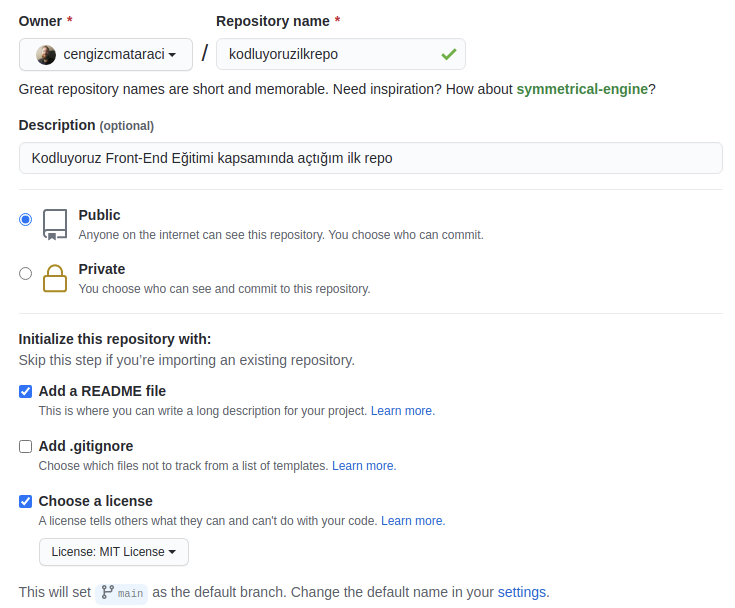 Owner * Repository name *
cengizcmataraci / kodluyoruzilkrepo
Great repository names are short and memorable. Need inspiration? How about symmetrical-engine?
Description (optional)
Kodluyoruz Front-End Eğitimi kapsamında açtığım ilk repo
Public
Anyone on the internet can see this repository. You choose who can commit.
Private
You choose who can see and commit to this repository.
Initialize this repository with:
Skip this step if you're importing an existing repository.
Add a README file
This is where you can write a long description for your project. Learn more.
Add .gitignore
Choose which files not to track from a list of templates. Learn more.
Choose a license
A license tells others what they can and can't do with your code. Learn more.
License: MIT License
This will set main as the default branch. Change the default name in your settings.